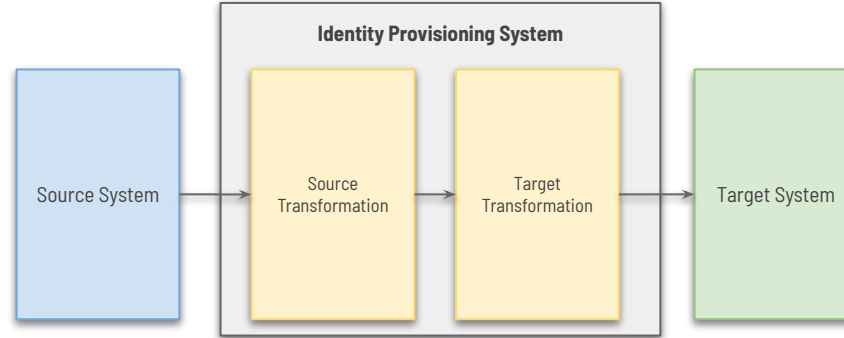 Identity Provisioning System
Source System
Source
Transformation
Target
Transformation
Target System